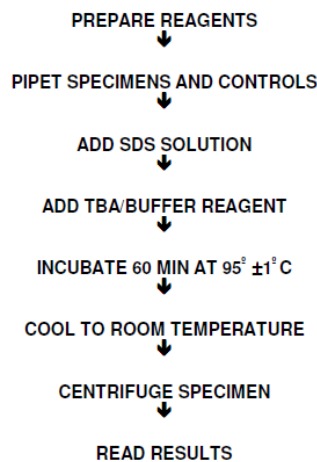 PREPARE REAGENTS
PIPET SPECIMENS AND CONTROLS
ADD SDS SOLUTION
ADD TBA/BUFFER REAGENT
INCUBATE 60 MIN AT 95° ±1° C
COOL TO ROOM TEMPERATURE
CENTRIFUGE SPECIMEN
READ RESULTS